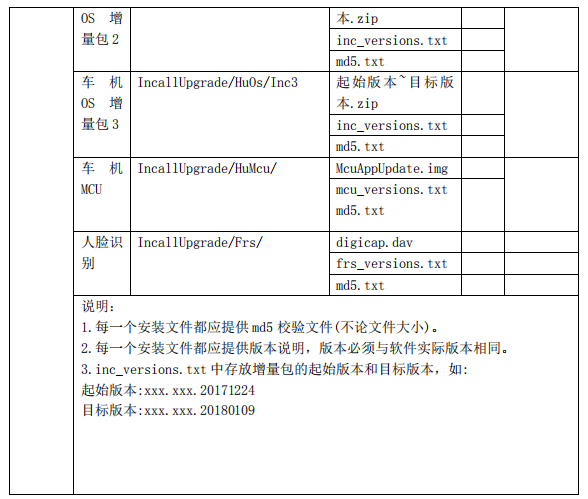 OS 增
量包 2
本.zip
inc_versions.txt
md5.txt
车机
OS 增
量包 3
IncallUpgrade/HuOs/Inc3
起始版本~目标版
本.zip
inc_versions.txt
md5.txt
车机
MCU
IncallUpgrade/HuMcu/
McuAppUpdate.img
mcu_versions.txt
md5.txt
人脸识
别
IncallUpgrade/Frs/
digicap.dav
frs_versions.txt
md5.txt
说明:
1.每一个安装文件都应提供 md5 校验文件(不论文件大小)。
2.每一个安装文件都应提供版本说明，版本必须与软件实际版本相同。
3.inc_versions.txt 中存放增量包的起始版本和目标版本，如:
起始版本:xxx.xxx.20171224
目标版本:xxx.xxx.20180109